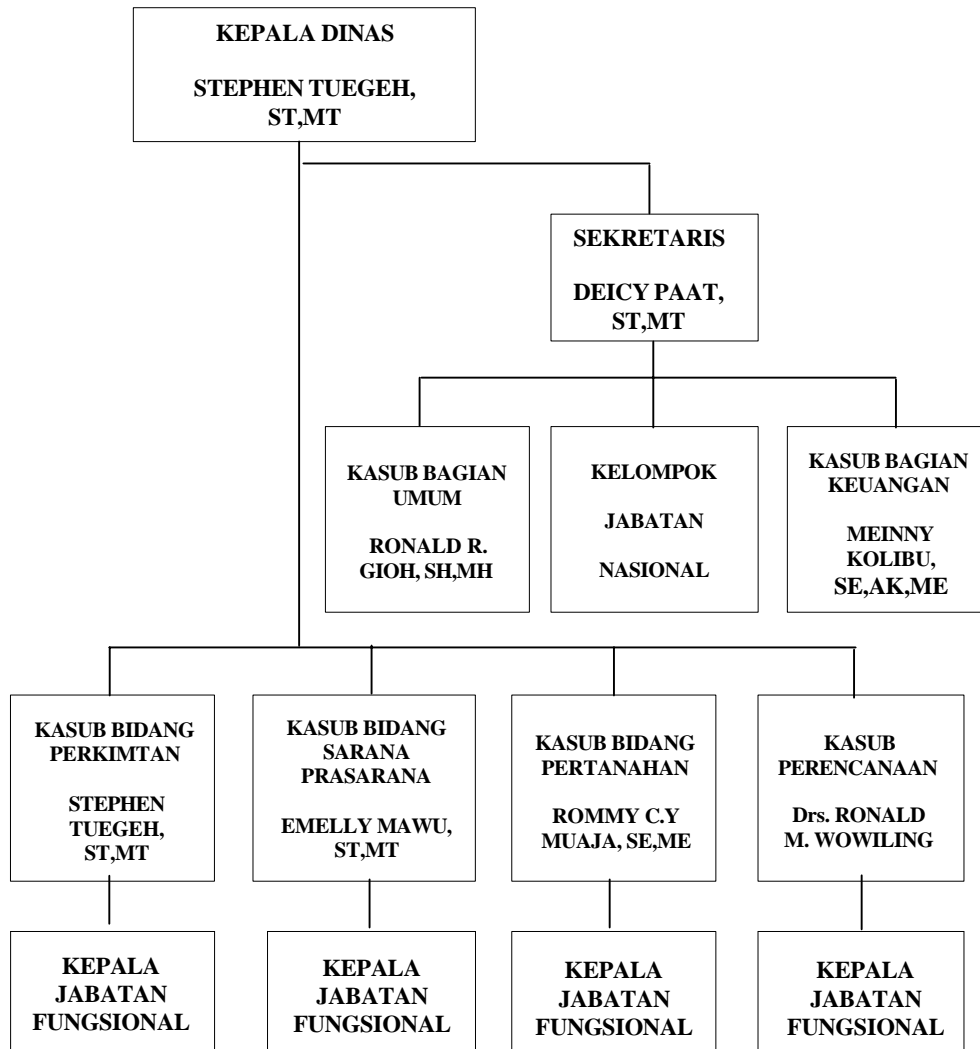 KEPALA DINAS
STEPHEN TUEGEH,
ST,MT
SEKRETARIS
DEICY PAAT,
ST,MT
KASUB BAGIAN
UMUM
RONALD R.
GIOH, SH,MH
KELOMPOK
JABATAN
NASIONAL
KASUB BAGIAN
KEUANGAN
MEINNY
KOLIBU,
SE,AK,ME
KASUB BIDANG
PERKIMTAN
STEPHEN
TUEGEH,
ST,MT
KASUB BIDANG
SARANA
PRASARANA
EMELLY MAWU,
ST,MT
KASUB BIDANG
PERTANAHAN
ROMMY C.Y
MUAJA, SE,ME
KASUB
PERENCANAAN
Drs. RONALD
M. WOWILING
KEPALA
JABATAN
FUNGSIONAL
KEPALA
JABATAN
FUNGSIONAL
KEPALA
JABATAN
FUNGSIONAL
KEPALA
JABATAN
FUNGSIONAL